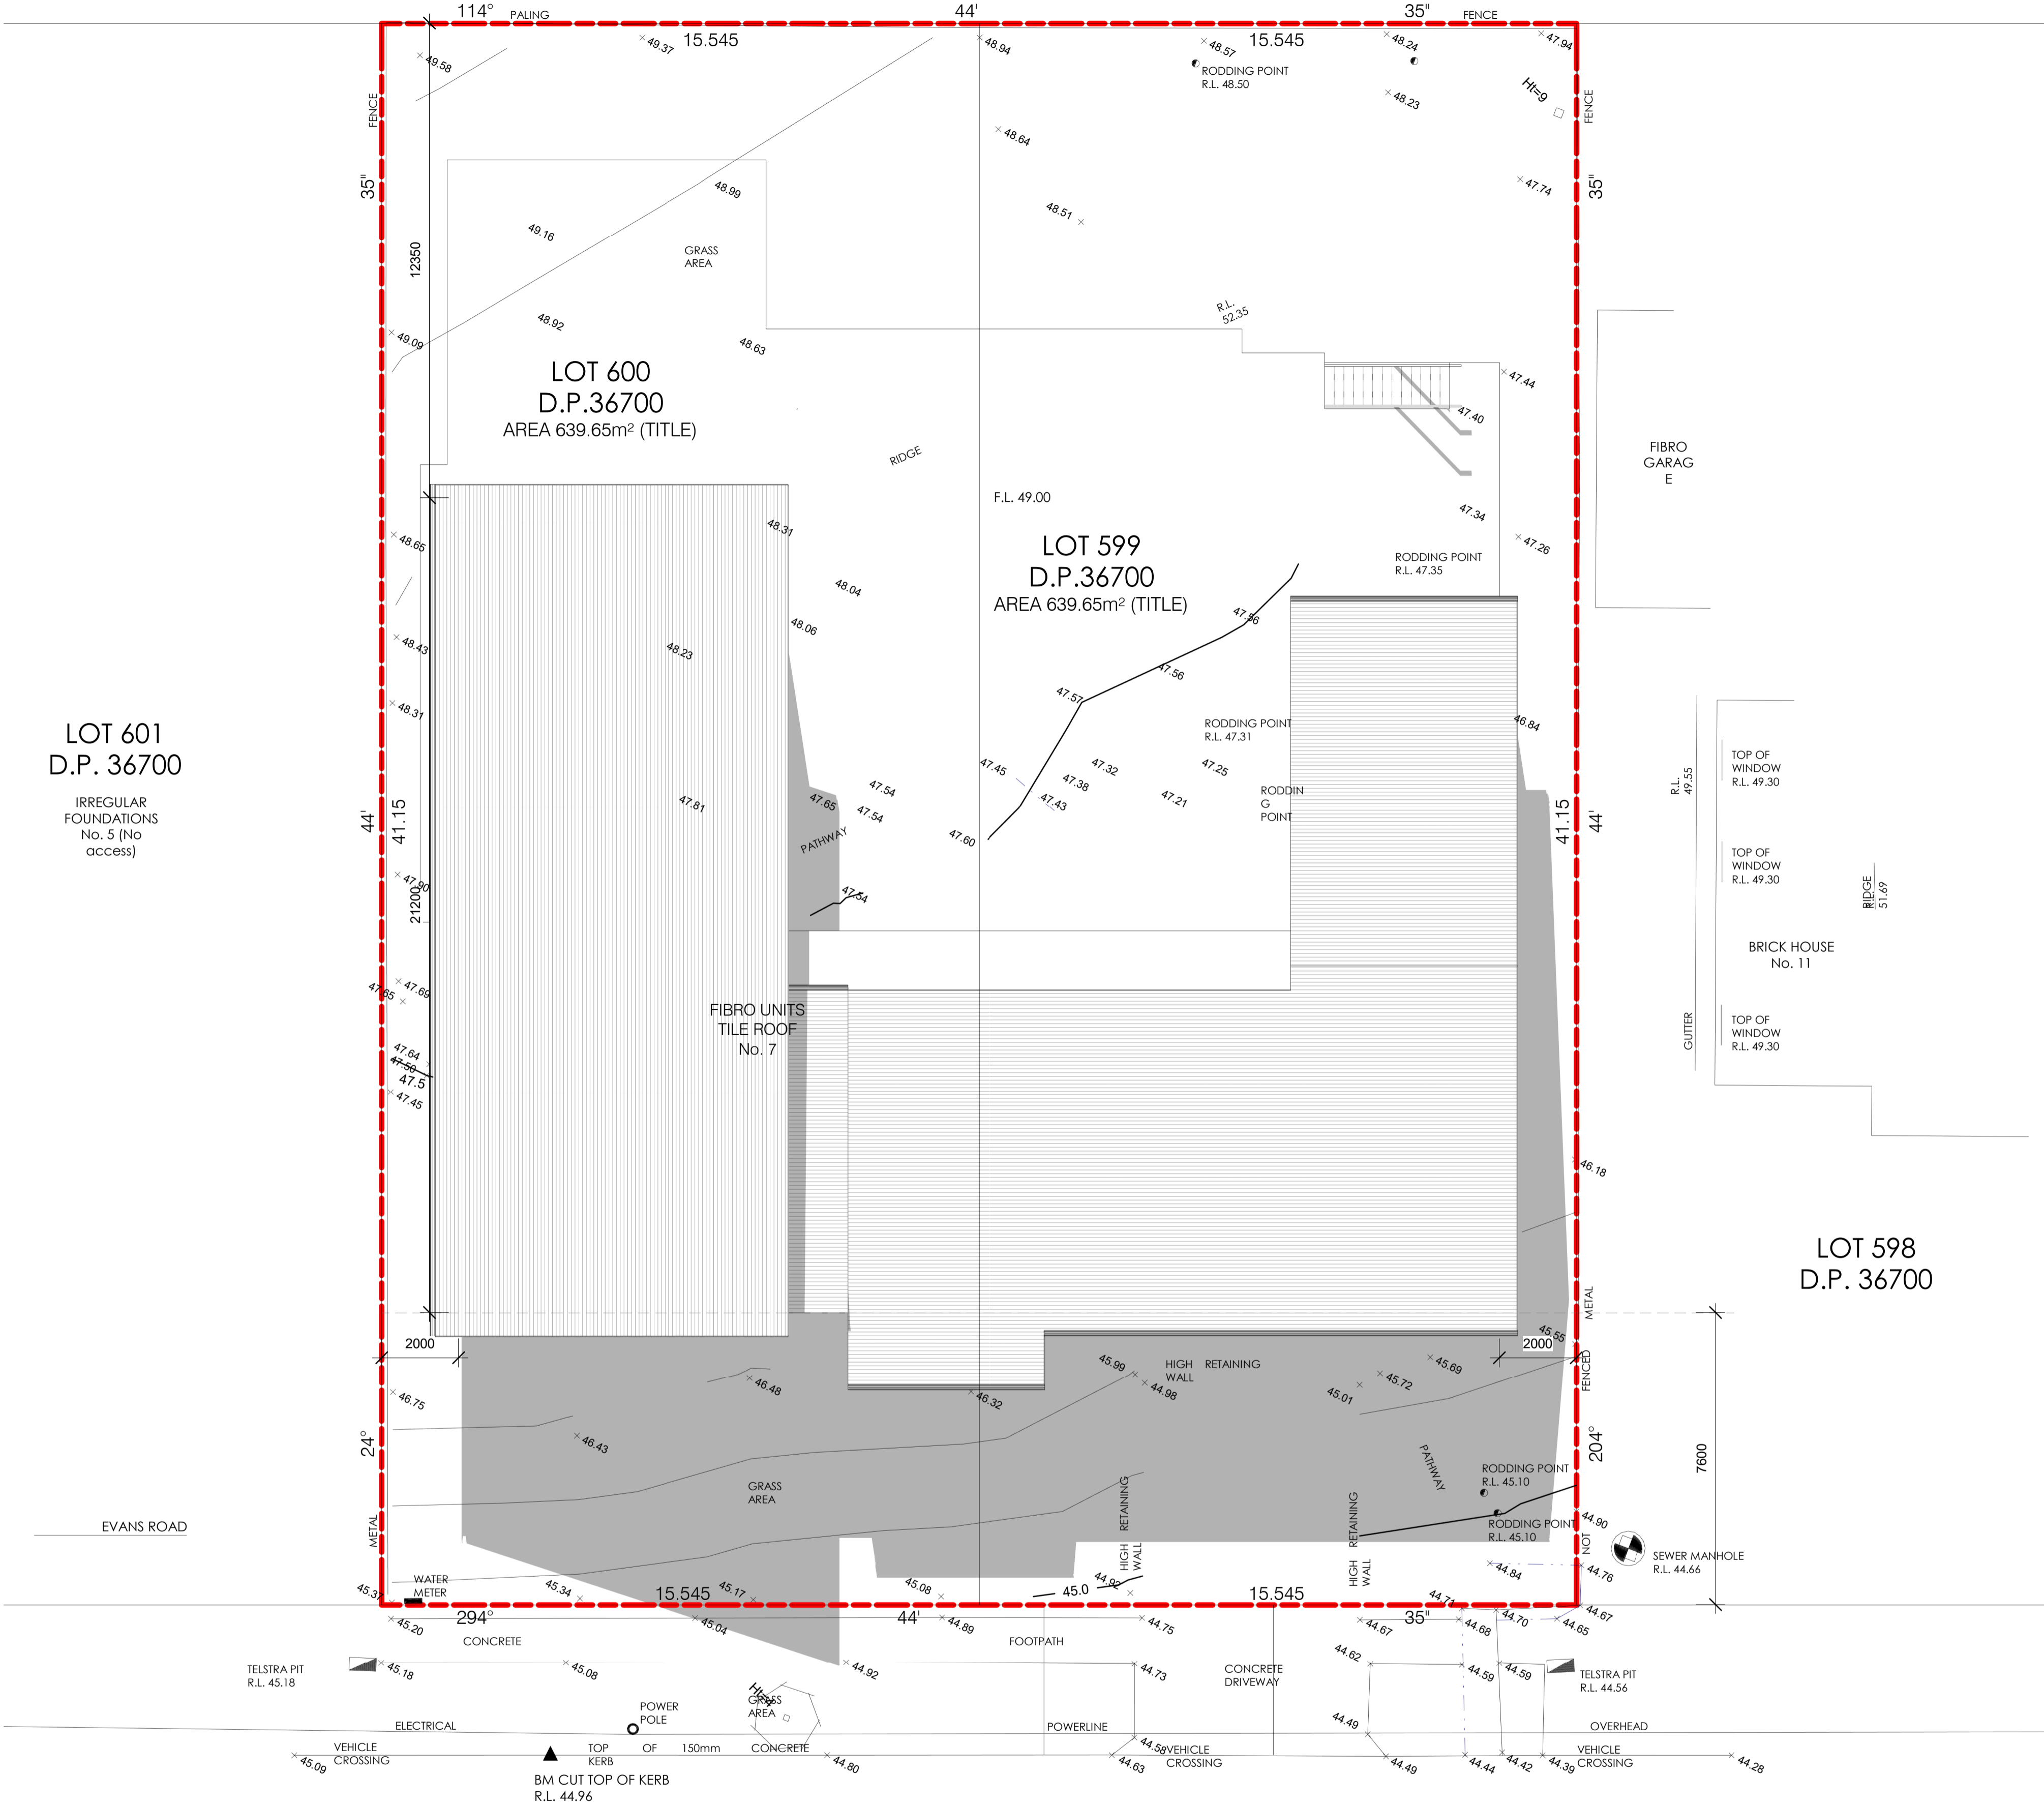 114°
PALING
44'
35"
FENCE
15.545
15.545
49.58
49.37
48.94
48.57
48.24
47.94
RODDING POINT
R.L. 48.50
48.23
Ht=9
FENCE
FENCE
48.64
35"
35"
48.99
47.74
48.51
49.16
GRASS
AREA
12350
R.L.
52.35
48.92
49.09
48.63
LOT 600
D.P.36700
AREA 639.65m² (TITLE)
47.44
47.40
RIDGE
FIBRO
GARAG
E
F.L. 49.00
48.31
47.34
48.65
47.26
LOT 599
D.P.36700
AREA 639.65m² (TITLE)
RODDING POINT
R.L. 47.35
48.04
48.06
47.56
48.43
48.23
47.56
47.57
48.31
46.84
RODDING POINT
R.L. 47.31
LOT 601
D.P. 36700
IRREGULAR
FOUNDATIONS
No. 5 (No
access)
47.45
47.32
47.25
47.38
47.54
47.43
47.21
RODDIN
G
POINT
R.L.
49.55
TOP OF
WINDOW
R.L. 49.30
44'
41.15
47.81
47.65
47.54
47.60
PATHWAY
41.15
44'
TOP OF
WINDOW
R.L. 49.30
47.90
21200
47.54
RIDGE
R.L.
51.69
BRICK HOUSE
No. 11
47.69
47.65
FIBRO UNITS
TILE ROOF
No. 7
GUTTER
TOP OF
WINDOW
R.L. 49.30
47.64
47.50
47.5
47.45
46.18
LOT 598
D.P. 36700
METAL
2000
45.55
2000
45.99
HIGH RETAINING
WALL
45.69
FENCED
46.75
46.48
46.32
44.98
45.01
45.72
24°
46.43
204°
7600
PATHWAY
GRASS
AREA
HIGH RETAINING
WALL
HIGH RETAINING
WALL
RODDING POINT
R.L. 45.10
EVANS ROAD
METAL
RODDING POINT
R.L. 45.10
44.90
NOT
SEWER MANHOLE
R.L. 44.66
44.84
44.76
WATER
METER
45.37
45.34
15.545
45.17
45.08
44.92
45.0
15.545
44.71
294°
44'
35"
45.20
45.04
44.89
44.75
44.67
44.68
44.70
44.65
44.67
CONCRETE
FOOTPATH
TELSTRA PIT
R.L. 45.18
45.18
45.08
44.92
44.73
CONCRETE
DRIVEWAY
44.62
44.59
44.59
TELSTRA PIT
R.L. 44.56
Ht=4
GRASS
AREA
POWER
POLE
ELECTRICAL
POWERLINE
OVERHEAD
44.49
44.58
VEHICLE
CROSSING
TOP OF 150mm CONCRETE
KERB
VEHICLE
CROSSING
VEHICLE
CROSSING
45.09
44.80
44.63
44.49
44.44
44.42
44.39
44.28
BM CUT TOP OF KERB
R.L. 44.96